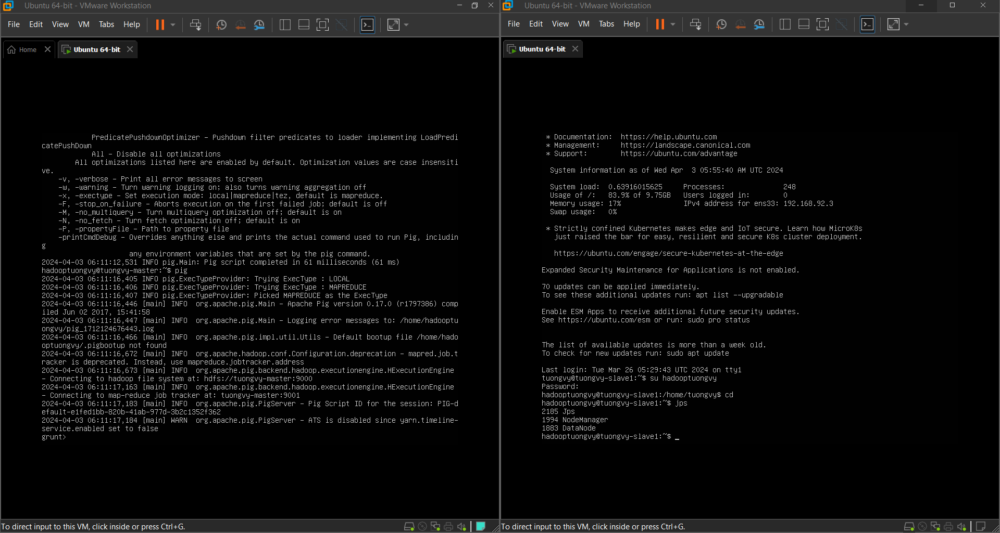 Ubuntu 64-bit - VMware Workstation
File Edit View VM Tabs Help
Home
Ubuntu 64-bit
PredicatePushdownOptimizer - Pushdown filter predicates to loader implementing LoadPredi
catePushDown
All - Disable all optimizations
All optimizations listed here are enabled by default. Optimization values are case insensiti
ve.
-v, -verbose - Print all error messages to screen
-w, -warning - Turn warning logging on; also turns warning aggregation off
-x, -exectype - Set execution mode: local|mapreduce|tez, default is mapreduce.
-F, -stop_on_failure - Aborts execution on the first failed job; default is off
-M, -no_multiquery - Turn multiquery optimization off; default is on
-N, -no_fetch - Turn fetch optimization off; default is on
-P, -propertyFile - Path to property file
-printCmdDebug - Overrides anything else and prints the actual command used to run Pig, includin
g
any environment variables that are set by the pig command.
2024-04-03 06:11:12,531 INFO pig.Main: Pig script completed in 61 milliseconds (61 ms)
hadooptuongvy@tuongvy-master:~$ pig
2024-04-03 06:11:16,405 INFO pig.ExecTypeProvider: Trying ExecType : LOCAL
2024-04-03 06:11:16,406 INFO pig.ExecTypeProvider: Trying ExecType : MAPREDUCE
2024-04-03 06:11:16,407 INFO pig.ExecTypeProvider: Picked MAPREDUCE as the ExecType
2024-04-03 06:11:16,446 [main] INFO  org.apache.pig.Main - Apache Pig version 0.17.0 (r1797386) comp
iled Jun 02 2017, 15:41:58
2024-04-03 06:11:16,447 [main] INFO  org.apache.pig.Main - Logging error messages to: /home/hadooptu
ongvy/pig_1712124676443.log
2024-04-03 06:11:16,466 [main] INFO  org.apache.pig.impl.util.Utils - Default bootup file /home/hado
optuongvy/.pigbootup not found
2024-04-03 06:11:16,672 [main] INFO  org.apache.hadoop.conf.Configuration.deprecation - mapred.job.t
racker is deprecated. Instead, use mapreduce.jobtracker.address
2024-04-03 06:11:16,673 [main] INFO  org.apache.pig.backend.hadoop.executionengine.HExecutionEngine
- Connecting to hadoop file system at: hdfs://tuongvy-master:9000
2024-04-03 06:11:17,163 [main] INFO  org.apache.pig.backend.hadoop.executionengine.HExecutionEngine
- Connecting to map-reduce job tracker at: tuongvy-master:9001
2024-04-03 06:11:17,183 [main] INFO  org.apache.pig.PigServer - Pig Script ID for the session: PIG-d
efault-e1fed1bb-820b-41ab-977d-3b2c1352f362
2024-04-03 06:11:17,184 [main] WARN  org.apache.pig.PigServer - ATS is disabled since yarn.timeline-
service.enabled set to false
grunt>
To direct input to this VM, click inside or press Ctrl+G.
Ubuntu 64-bit - VMware Workstation
File Edit View VM Tabs Help
Ubuntu 64-bit
* Documentation:  https://help.ubuntu.com
* Management:     https://landscape.canonical.com
* Support:        https://ubuntu.com/advantage
System information as of Wed Apr  3 05:55:40 AM UTC 2024
System load:  0.63916015625     Processes:              248
Usage of /:   83.9% of 9.75GB   Users logged in:        0
Memory usage: 17%               IPv4 address for ens33: 192.168.92.3
Swap usage:   0%
* Strictly confined Kubernetes makes edge and IoT secure. Learn how MicroK8s
just raised the bar for easy, resilient and secure K8s cluster deployment.
https://ubuntu.com/engage/secure-kubernetes-at-the-edge
Expanded Security Maintenance for Applications is not enabled.
70 updates can be applied immediately.
To see these additional updates run: apt list --upgradable
Enable ESM Apps to receive additional future security updates.
See https://ubuntu.com/esm or run: sudo pro status
The list of available updates is more than a week old.
To check for new updates run: sudo apt update
Last login: Tue Mar 26 05:29:43 UTC 2024 on tty1
tuongvy@tuongvy-slave1:~$ su hadooptuongvy
Password:
hadooptuongvy@tuongvy-slave1:/home/tuongvy$ cd
hadooptuongvy@tuongvy-slave1:~$ jps
2185 Jps
1994 NodeManager
1883 DataNode
hadooptuongvy@tuongvy-slave1:~$ _
To direct input to this VM, click inside or press Ctrl+G.